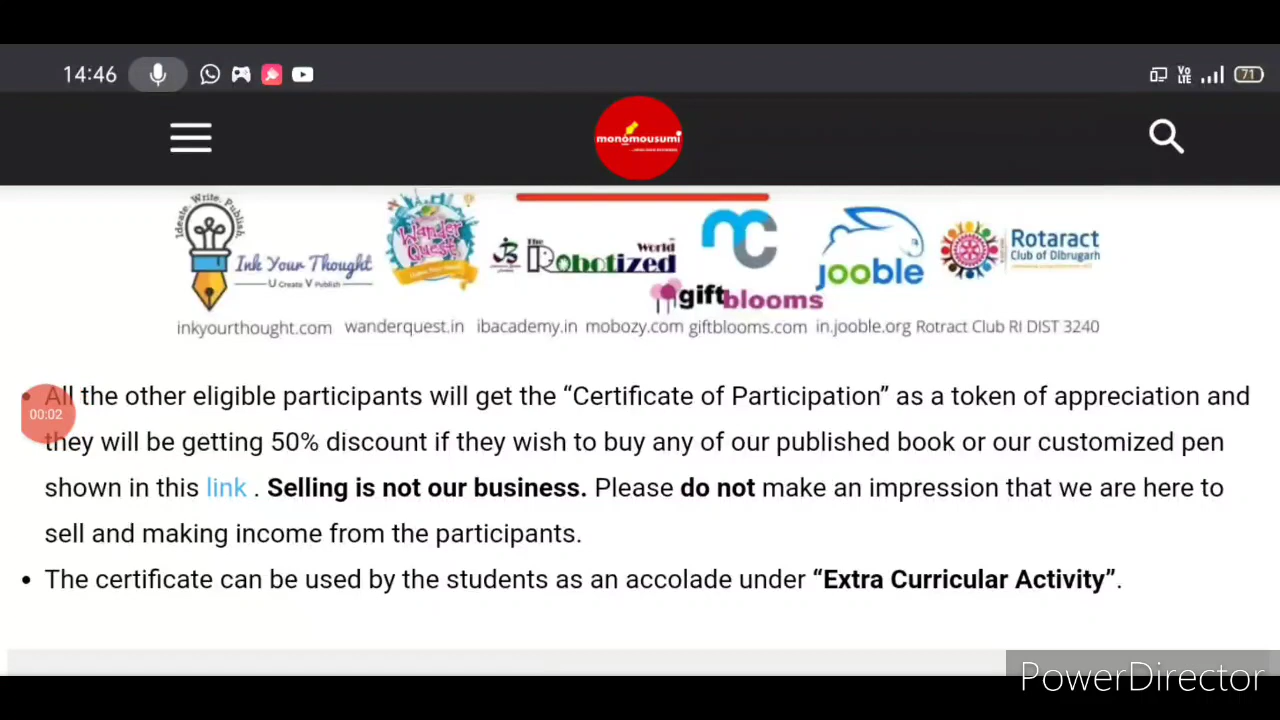 14:46
Vo
LTE
71
monomousumi
Ideate. Write. Publish.
Ink Your Thought
U Create V Publish
Wander
Quest
The
Robotized
World
giftblooms
jooble
Rotaract
Club of Dibrugarh
inkyourthought.com wanderquest.in ibacademy.in mobozy.com giftblooms.com in.jooble.org Rotract Club RI DIST 3240
• All the other eligible participants will get the “Certificate of Participation” as a token of appreciation and
they will be getting 50% discount if they wish to buy any of our published book or our customized pen
shown in this link . Selling is not our business. Please do not make an impression that we are here to
sell and making income from the participants.
• The certificate can be used by the students as an accolade under “Extra Curricular Activity”.
00:02
PowerDirector